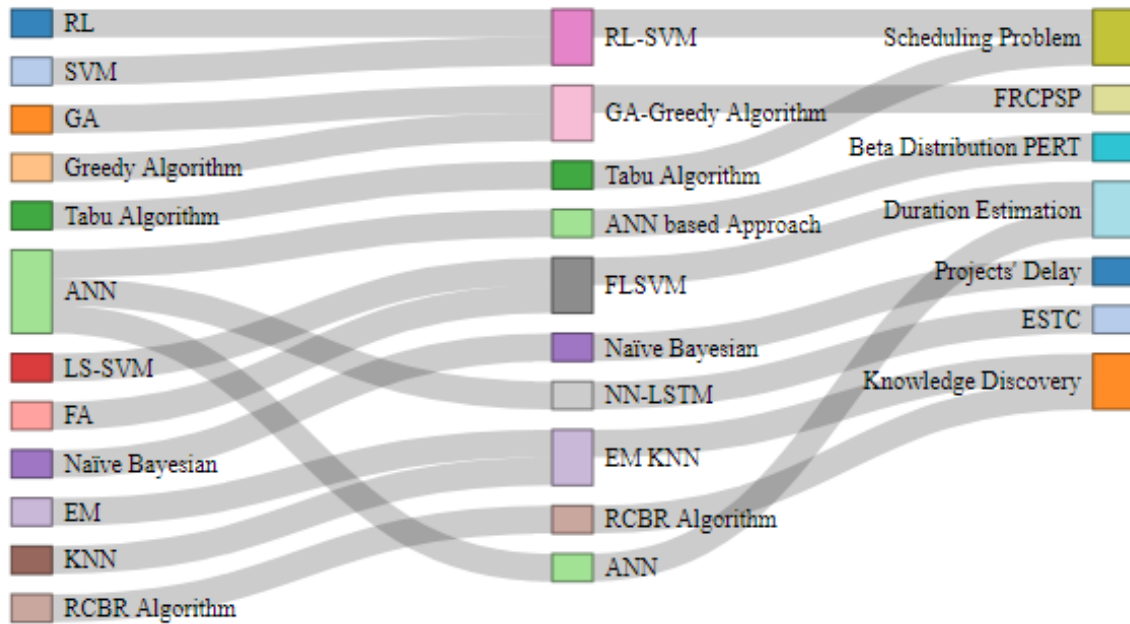 RL
SVM
GA
Greedy Algorithm
Tabu Algorithm
ANN
LS-SVM
FA
Naïve Bayesian
EM
KNN
RCBR Algorithm
RL-SVM
GA-Greedy Algorithm
Tabu Algorithm
ANN based Approach
FLSVM
Naïve Bayesian
NN-LSTM
EM KNN
RCBR Algorithm
ANN
Scheduling Problem
FRCPSP
Beta Distribution PERT
Duration Estimation
Projects' Delay
ESTC
Knowledge Discovery